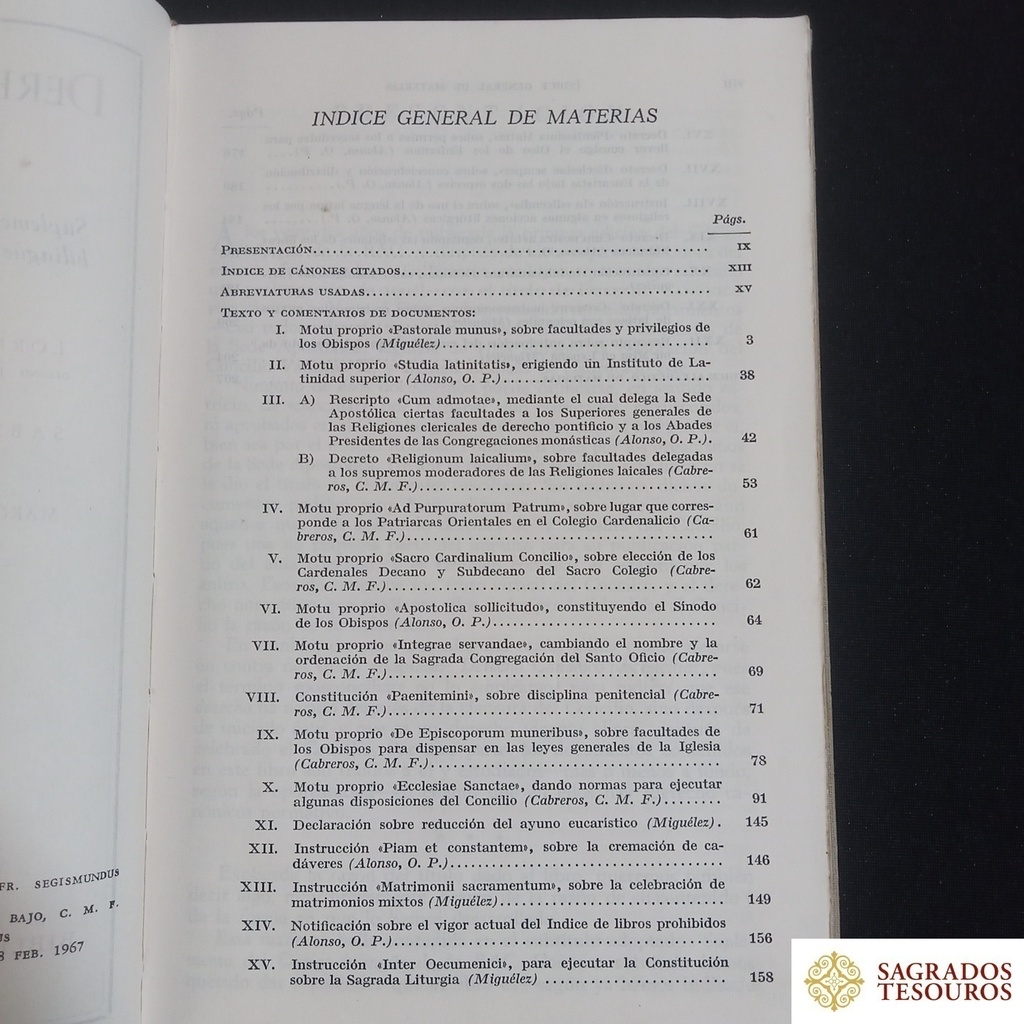 DERE
Supleme
bilingue
FR. SEGISMUNDUS
BAJO, C. M. F.
US
8 FEB. 1967
INDICE GENERAL DE MATERIAS
Págs.
PRESENTACIÓN IX
INDICE DE CÁNONES CITADOS XIII
ABREVIATURAS USADAS XV
TEXTO Y COMENTARIOS DE DOCUMENTOS:
I. Motu proprio «Pastorale munus», sobre facultades y privilegios de
los Obispos (Miguélez) 3
II. Motu proprio «Studia latinitatis», erigiendo un Instituto de La-
tinidad superior (Alonso, O. P.) 38
III. A) Rescripto «Cum admotae», mediante el cual delega la Sede
Apostólica ciertas facultades a los Superiores generales de
las Religiones clericales de derecho pontificio y a los Abades
Presidentes de las Congregaciones monásticas (Alonso, O. P.). 42
B) Decreto «Religionum laicalium», sobre facultades delegadas
a los supremos moderadores de las Religiones laicales (Cabre-
ros, C. M. F.) 53
IV. Motu proprio «Ad Purpuratorum Patrum», sobre lugar que corres-
ponde a los Patriarcas Orientales en el Colegio Cardenalicio (Ca-
breros, C. M. F.) 61
V. Motu proprio «Sacro Cardinalium Concilio», sobre elección de los
Cardenales Decano y Subdecano del Sacro Colegio (Cabre-
ros, C. M. F.) 62
VI. Motu proprio «Apostolica sollicitudo», constituyendo el Sínodo
de los Obispos (Alonso, O. P.) 64
VII. Motu proprio «Integrae servandae», cambiando el nombre y la
ordenación de la Sagrada Congregación del Santo Oficio (Cabre-
ros, C. M. F.) 69
VIII. Constitución «Paenitemini», sobre disciplina penitencial (Cabre-
ros, C. M. F.) 71
IX. Motu proprio «De Episcoporum muneribus», sobre facultades de
los Obispos para dispensar en las leyes generales de la Iglesia
(Cabreros, C. M. F.) 78
X. Motu proprio «Ecclesiae Sanctae», dando normas para ejecutar
algunas disposiciones del Concilio (Cabreros, C. M. F.) 91
XI. Declaración sobre reducción del ayuno eucarístico (Miguélez). 145
XII. Instrucción «Piam et constantem», sobre la cremación de ca-
dáveres (Alonso, O. P.) 146
XIII. Instrucción «Matrimonii sacramentum», sobre la celebración de
matrimonios mixtos (Miguélez) 149
XIV. Notificación sobre el vigor actual del Indice de libros prohibidos
(Alonso, O. P.) 156
XV. Instrucción «Inter Oecumenici», para ejecutar la Constitución
sobre la Sagrada Liturgia (Miguélez) 158
SAGRADOS
TESOUROS